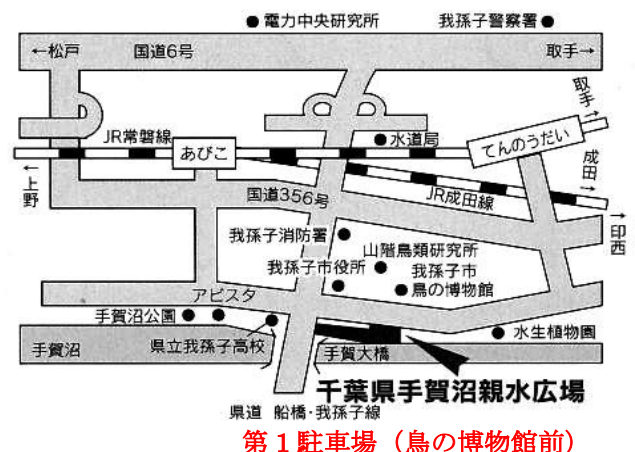 ●電力中央研究所
我孫子警察署●
←松戸
国道6号
取手→
取手→
JR常磐線
あびこ
●水道局
てんのうだい
←上野
成田→
国道356号
JR成田線
→印西
我孫子消防署●
山階鳥類研究所
我孫子市役所
我孫子市
鳥の博物館
アビスタ
手賀沼公園●
●水生植物園
県立我孫子高校
手賀沼
手賀大橋
千葉県手賀沼親水広場
県道 船橋・我孫子線
第1駐車場（鳥の博物館前）